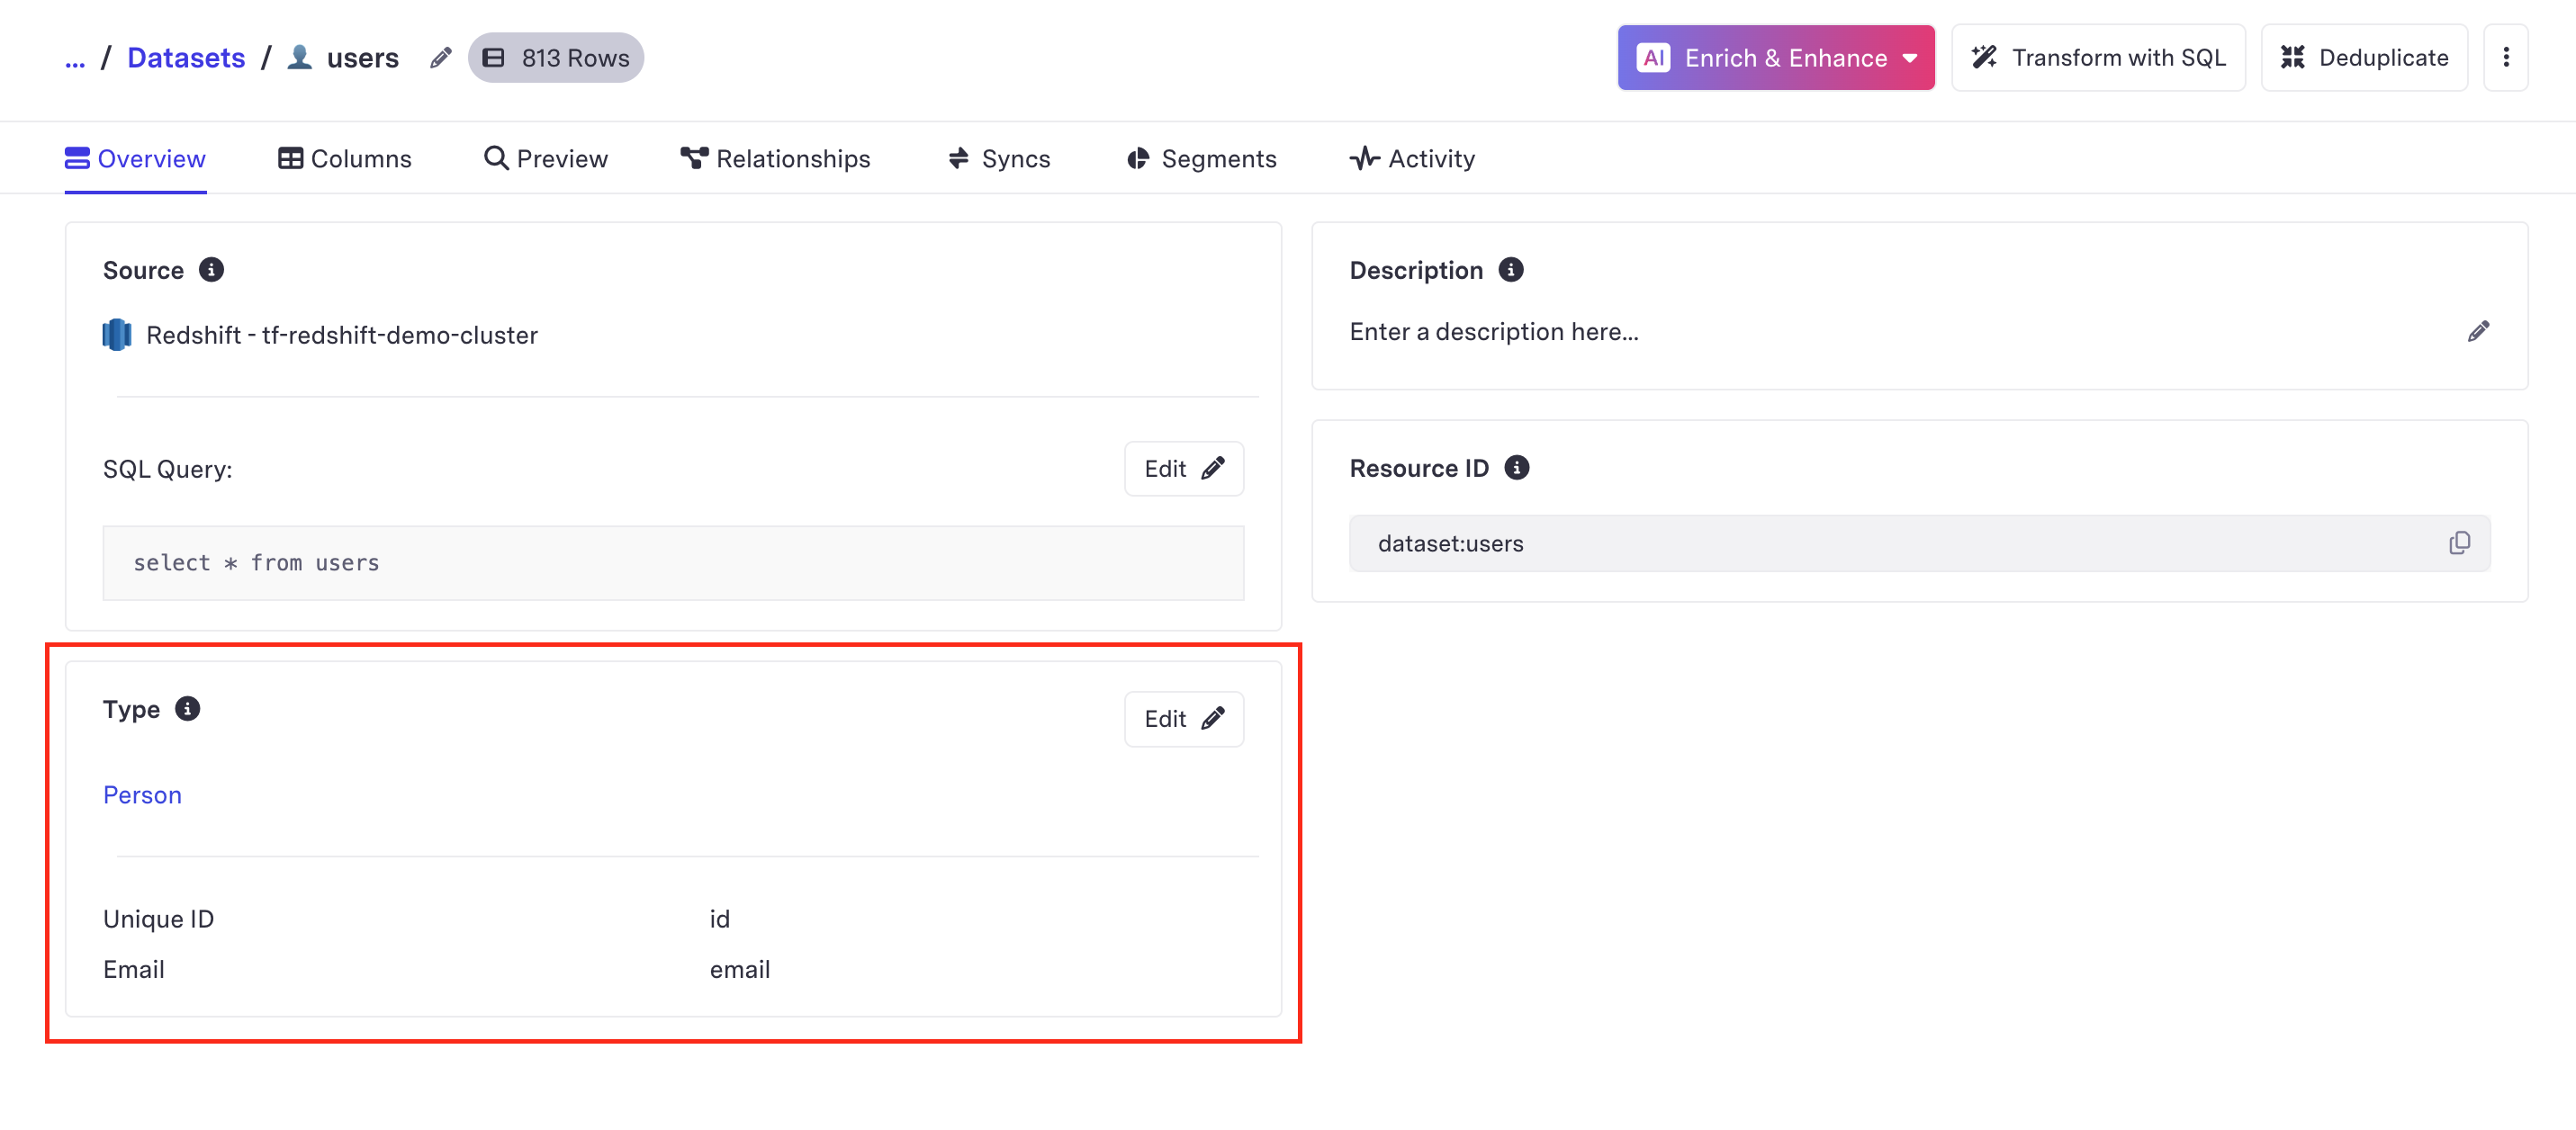 ... / Datasets / users 813 Rows
AI Enrich & Enhance Transform with SQL Deduplicate
Overview Columns Preview Relationships Syncs Segments Activity
Source
Redshift - tf-redshift-demo-cluster
SQL Query:
Edit
select * from users
Type
Edit
Person
Unique ID id
Email email
Description
Enter a description here...
Resource ID
dataset:users